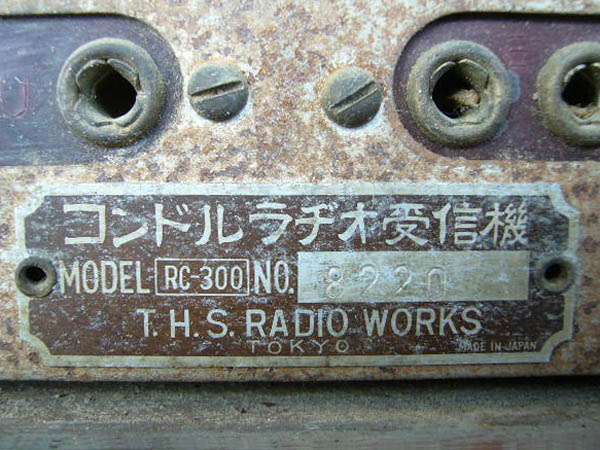 コンドルラヂオ受信機
MODEL RC-300 NO. 8220
T.H.S. RADIO WORKS
TOKYO
MADE IN JAPAN